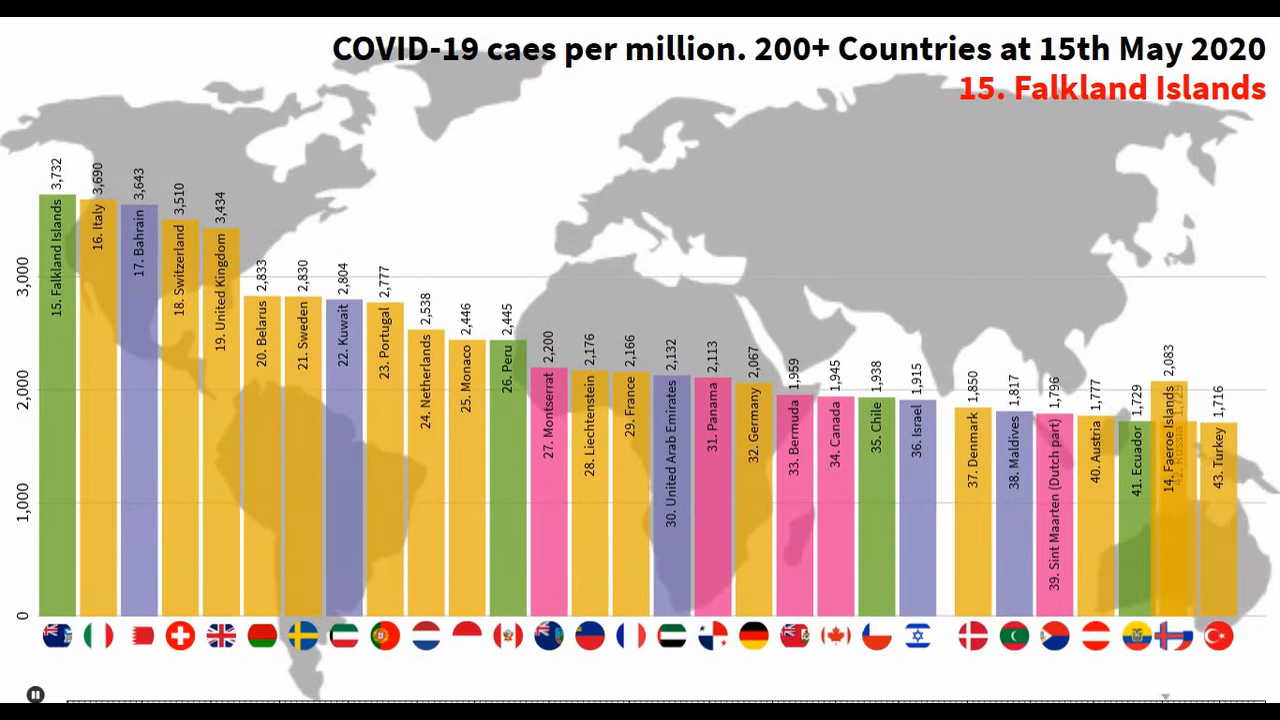 COVID-19 caes per million. 200+ Countries at 15th May 2020
15. Falkland Islands
3,000
2,000
1,000
0
15. Falkland Islands 3,732
16. Italy 3,690
17. Bahrain 3,643
18. Switzerland 3,510
19. United Kingdom 3,434
20. Belarus 2,833
21. Sweden 2,830
22. Kuwait 2,804
23. Portugal 2,777
24. Netherlands 2,538
25. Monaco 2,446
26. Peru 2,445
27. Montserrat 2,200
28. Liechtenstein 2,176
29. France 2,166
30. United Arab Emirates 2,132
31. Panama 2,113
32. Germany 2,067
33. Bermuda 1,959
34. Canada 1,945
35. Chile 1,938
36. Israel 1,915
37. Denmark 1,850
38. Maldives 1,817
39. Sint Maarten (Dutch part) 1,796
40. Austria 1,777
41. Ecuador 1,729
14. Faeroe Islands 2,083
42. Russia
43. Turkey 1,716